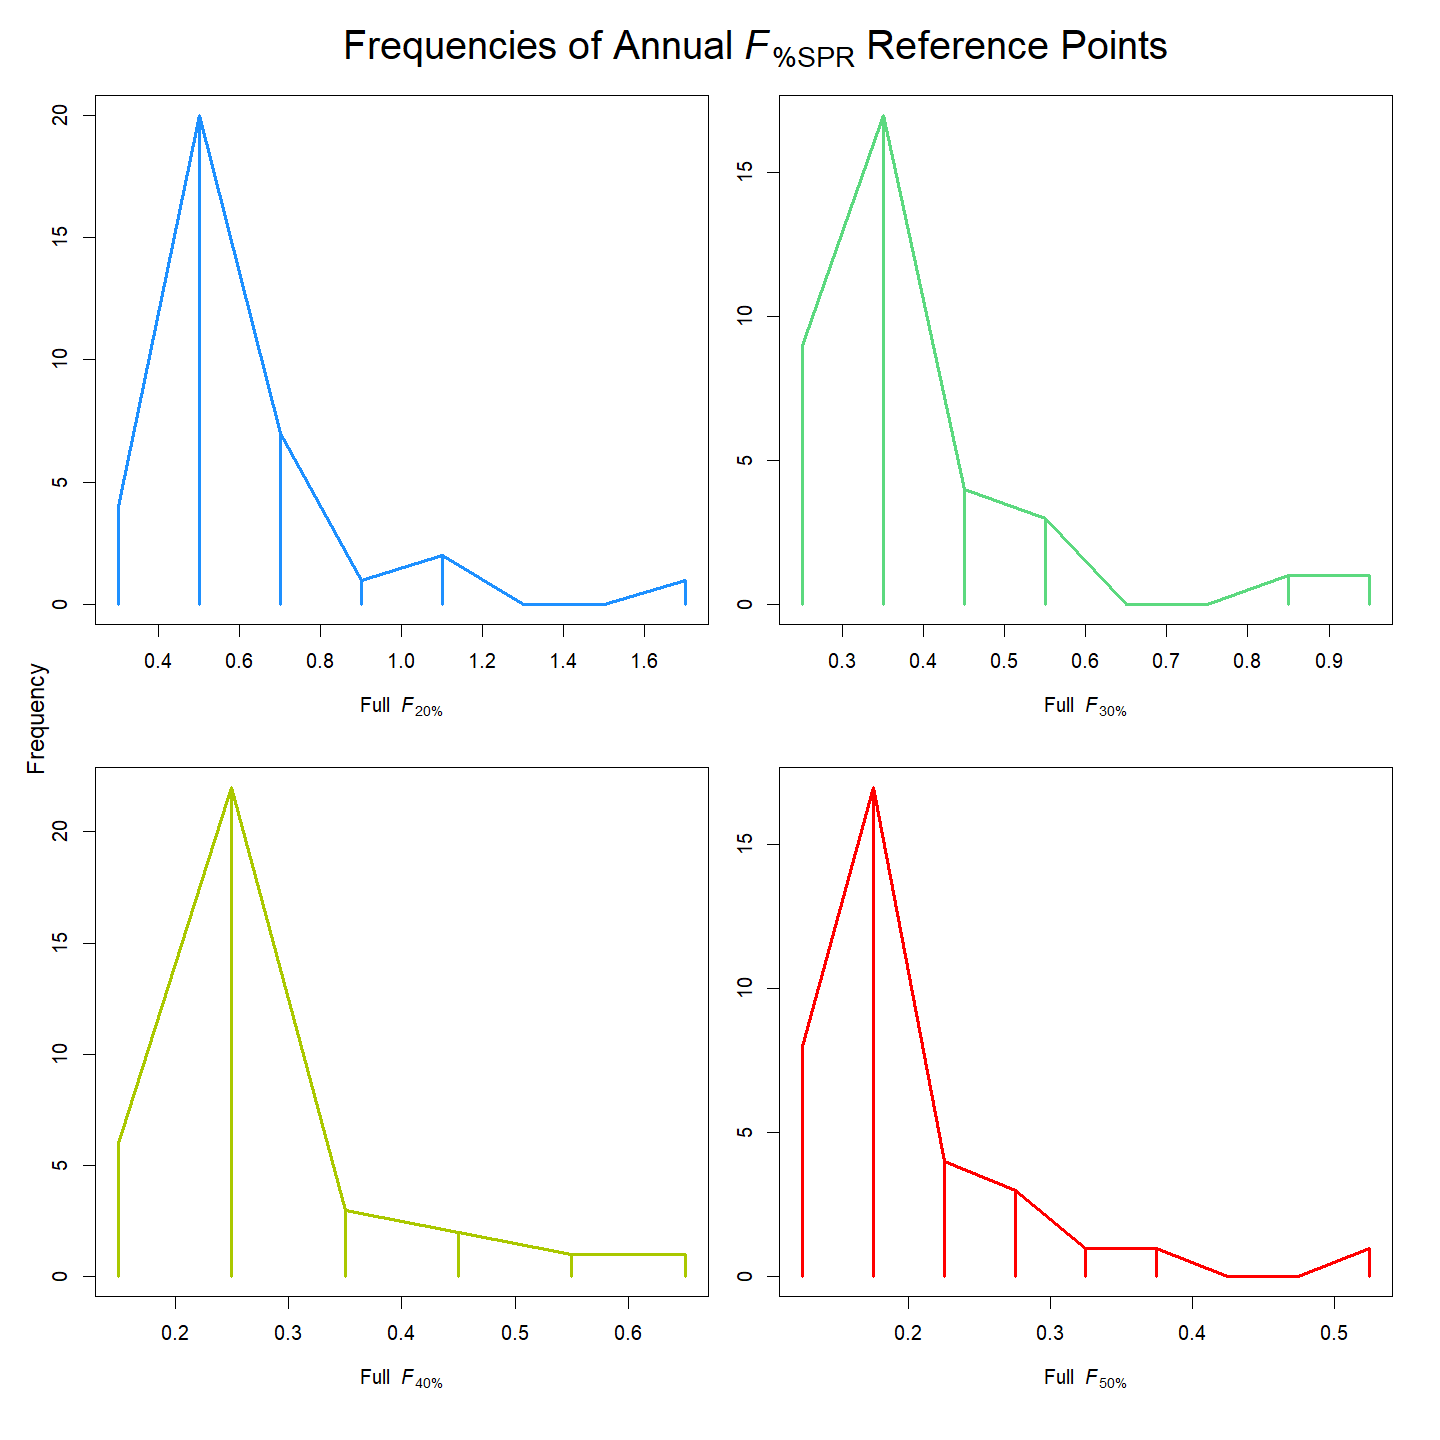 Frequencies of Annual F%SPR Reference Points
Frequency
0 5 10 15 20
0.4 0.6 0.8 1.0 1.2 1.4 1.6
Full F20%
0 5 10 15
0.3 0.4 0.5 0.6 0.7 0.8 0.9
Full F30%
0 5 10 15 20
0.2 0.3 0.4 0.5 0.6
Full F40%
0 5 10 15
0.2 0.3 0.4 0.5
Full F50%